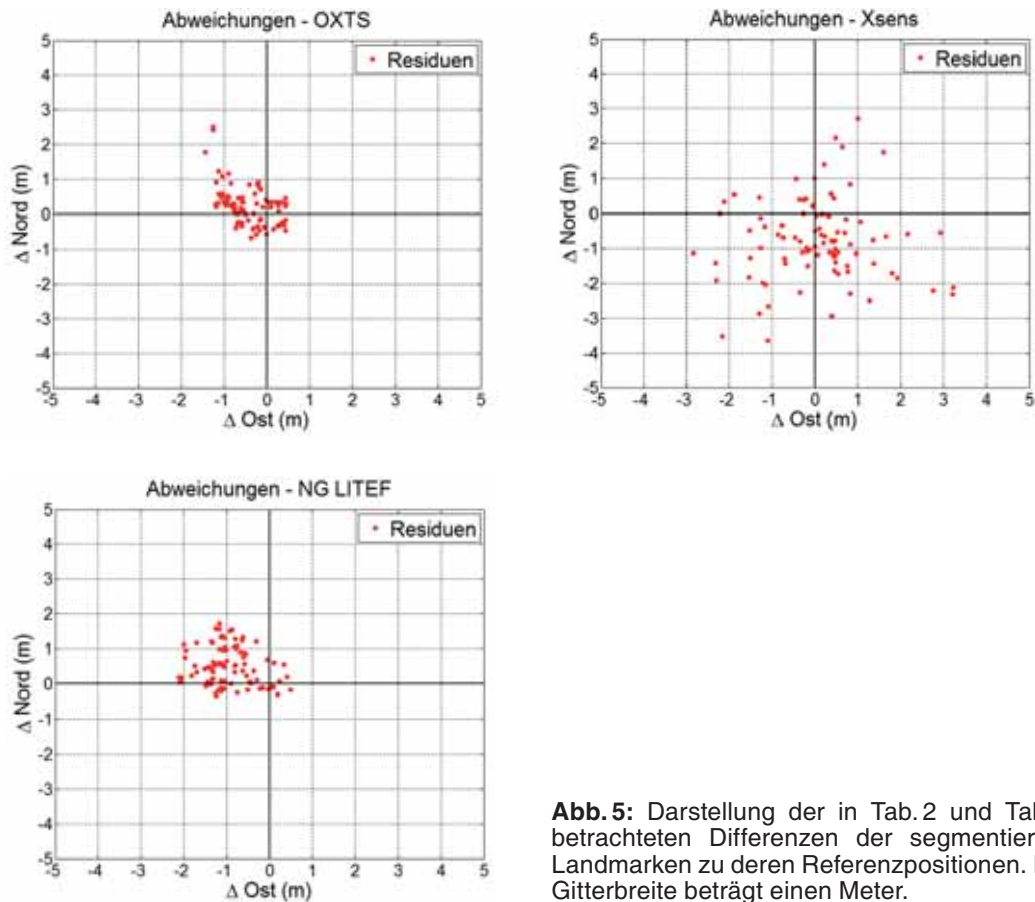 Abweichungen - OXTS
Residuen
5
4
3
2
1
0
-1
-2
-3
-4
-5
Δ Nord (m)
-5 -4 -3 -2 -1 0 1 2 3 4 5
Δ Ost (m)
Abweichungen - Xsens
Residuen
5
4
3
2
1
0
-1
-2
-3
-4
-5
Δ Nord (m)
-5 -4 -3 -2 -1 0 1 2 3 4 5
Δ Ost (m)
Abweichungen - NG LITEF
Residuen
5
4
3
2
1
0
-1
-2
-3
-4
-5
Δ Nord (m)
-5 -4 -3 -2 -1 0 1 2 3 4 5
Δ Ost (m)
Abb. 5: Darstellung der in Tab. 2 und
betrachteten Differenzen der
Landmarken zu deren Referenzpositionen.
Gitterbreite beträgt einen Meter.